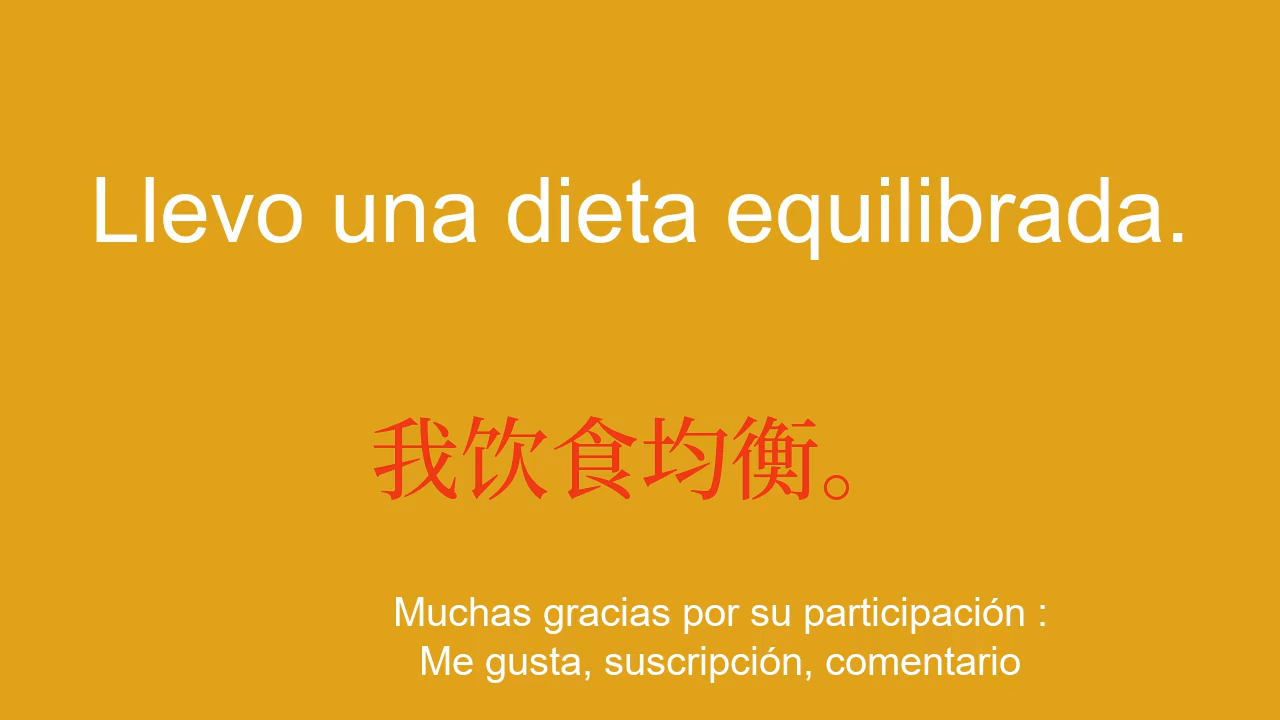 Llevo una dieta equilibrada.
我饮食均衡。
Muchas gracias por su participación :
Me gusta, suscripción, comentario